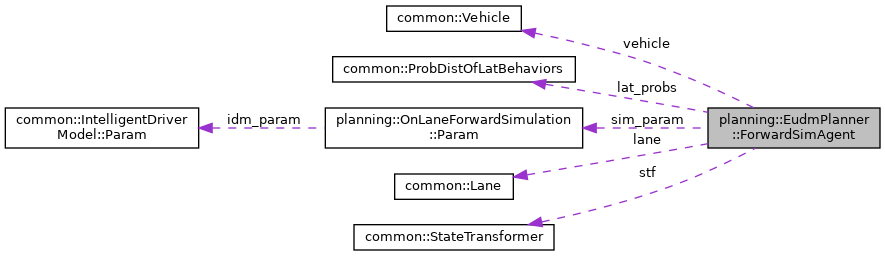 common::Vehicle
vehicle
common::ProbDistOfLatBehaviors
lat_probs
common::IntelligentDriver
Model::Param
idm_param
planning::OnLaneForwardSimulation
::Param
sim_param
planning::EudmPlanner
::ForwardSimAgent
lane
common::Lane
stf
common::StateTransformer